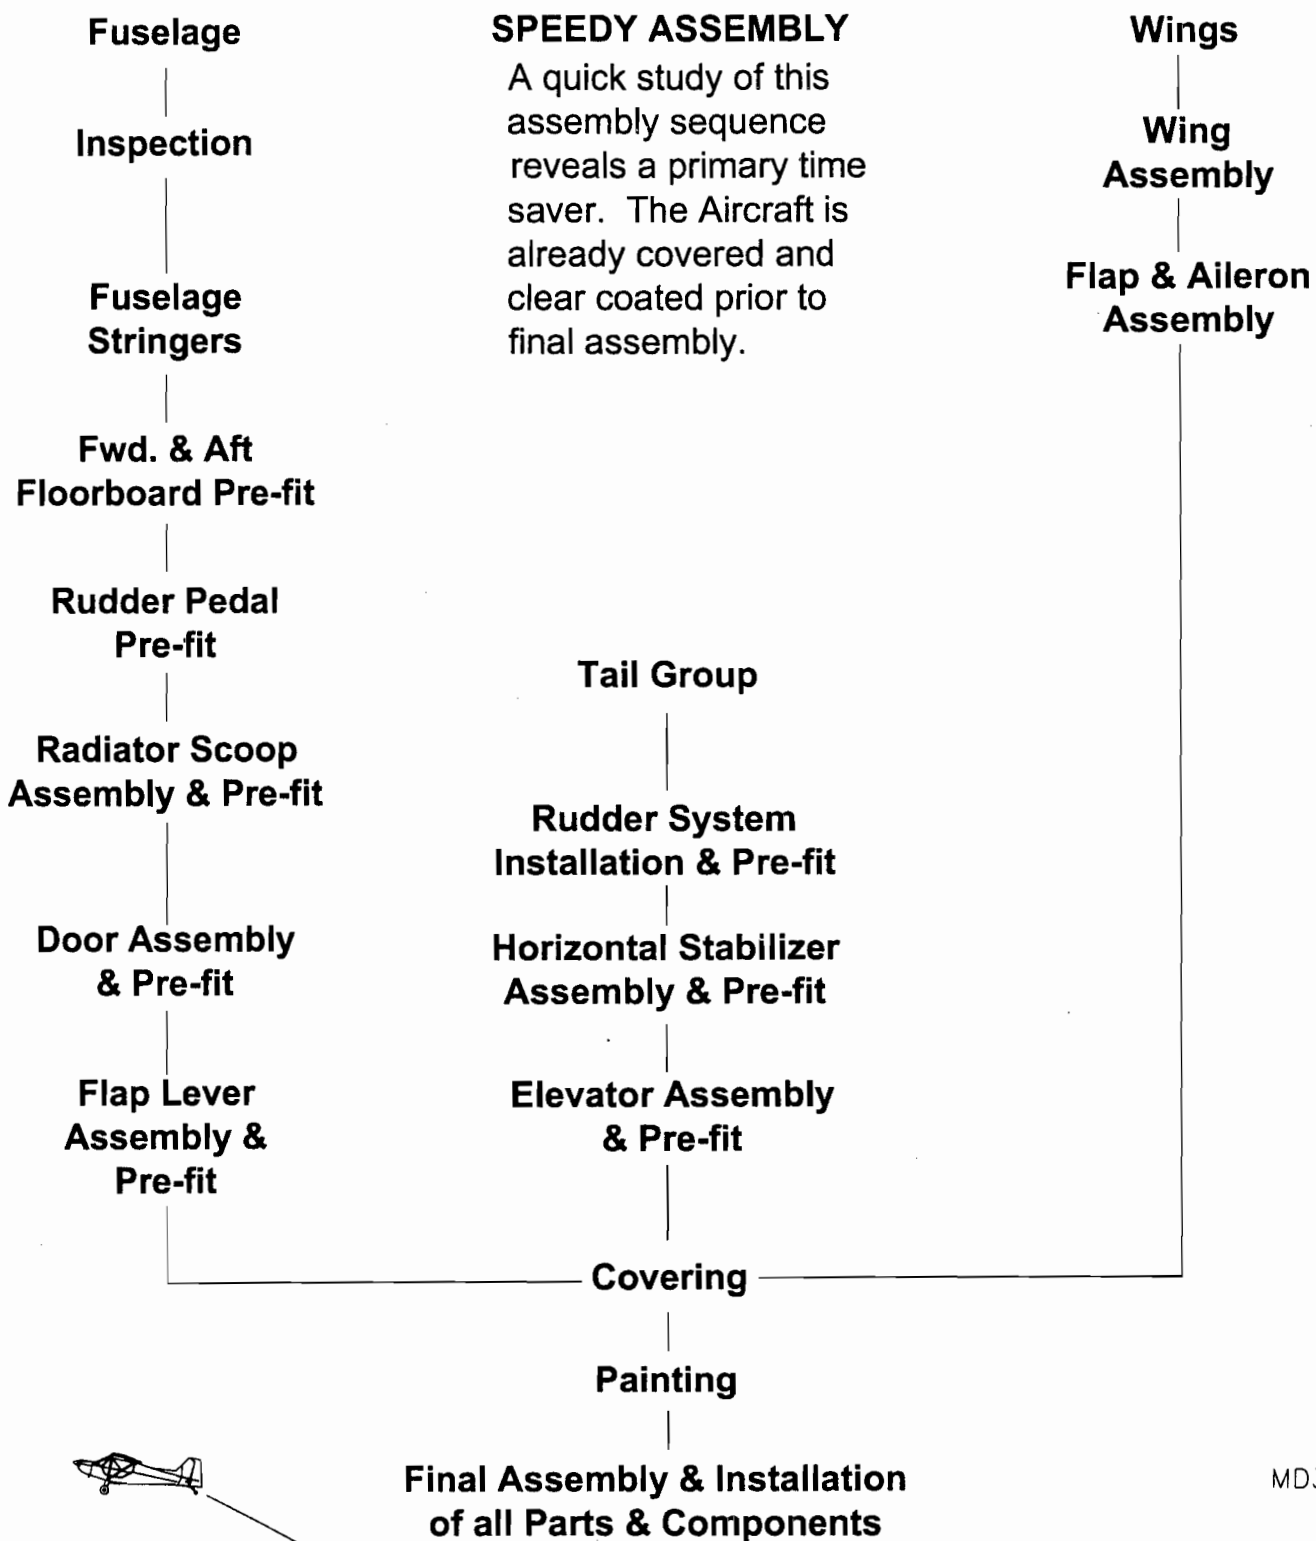 Fuselage
Inspection
Fuselage
Stringers
Fwd. & Aft
Floorboard Pre-fit
Rudder Pedal
Pre-fit
Radiator Scoop
Assembly & Pre-fit
Door Assembly
& Pre-fit
Flap Lever
Assembly &
Pre-fit
SPEEDY ASSEMBLY
A quick study of this
assembly sequence
reveals a primary time
saver. The Aircraft is
already covered and
clear coated prior to
final assembly.
Tail Group
Rudder System
Installation & Pre-fit
Horizontal Stabilizer
Assembly & Pre-fit
Elevator Assembly
& Pre-fit
Wings
Wing
Assembly
Flap & Aileron
Assembly
Covering
Painting
Final Assembly & Installation
of all Parts & Components